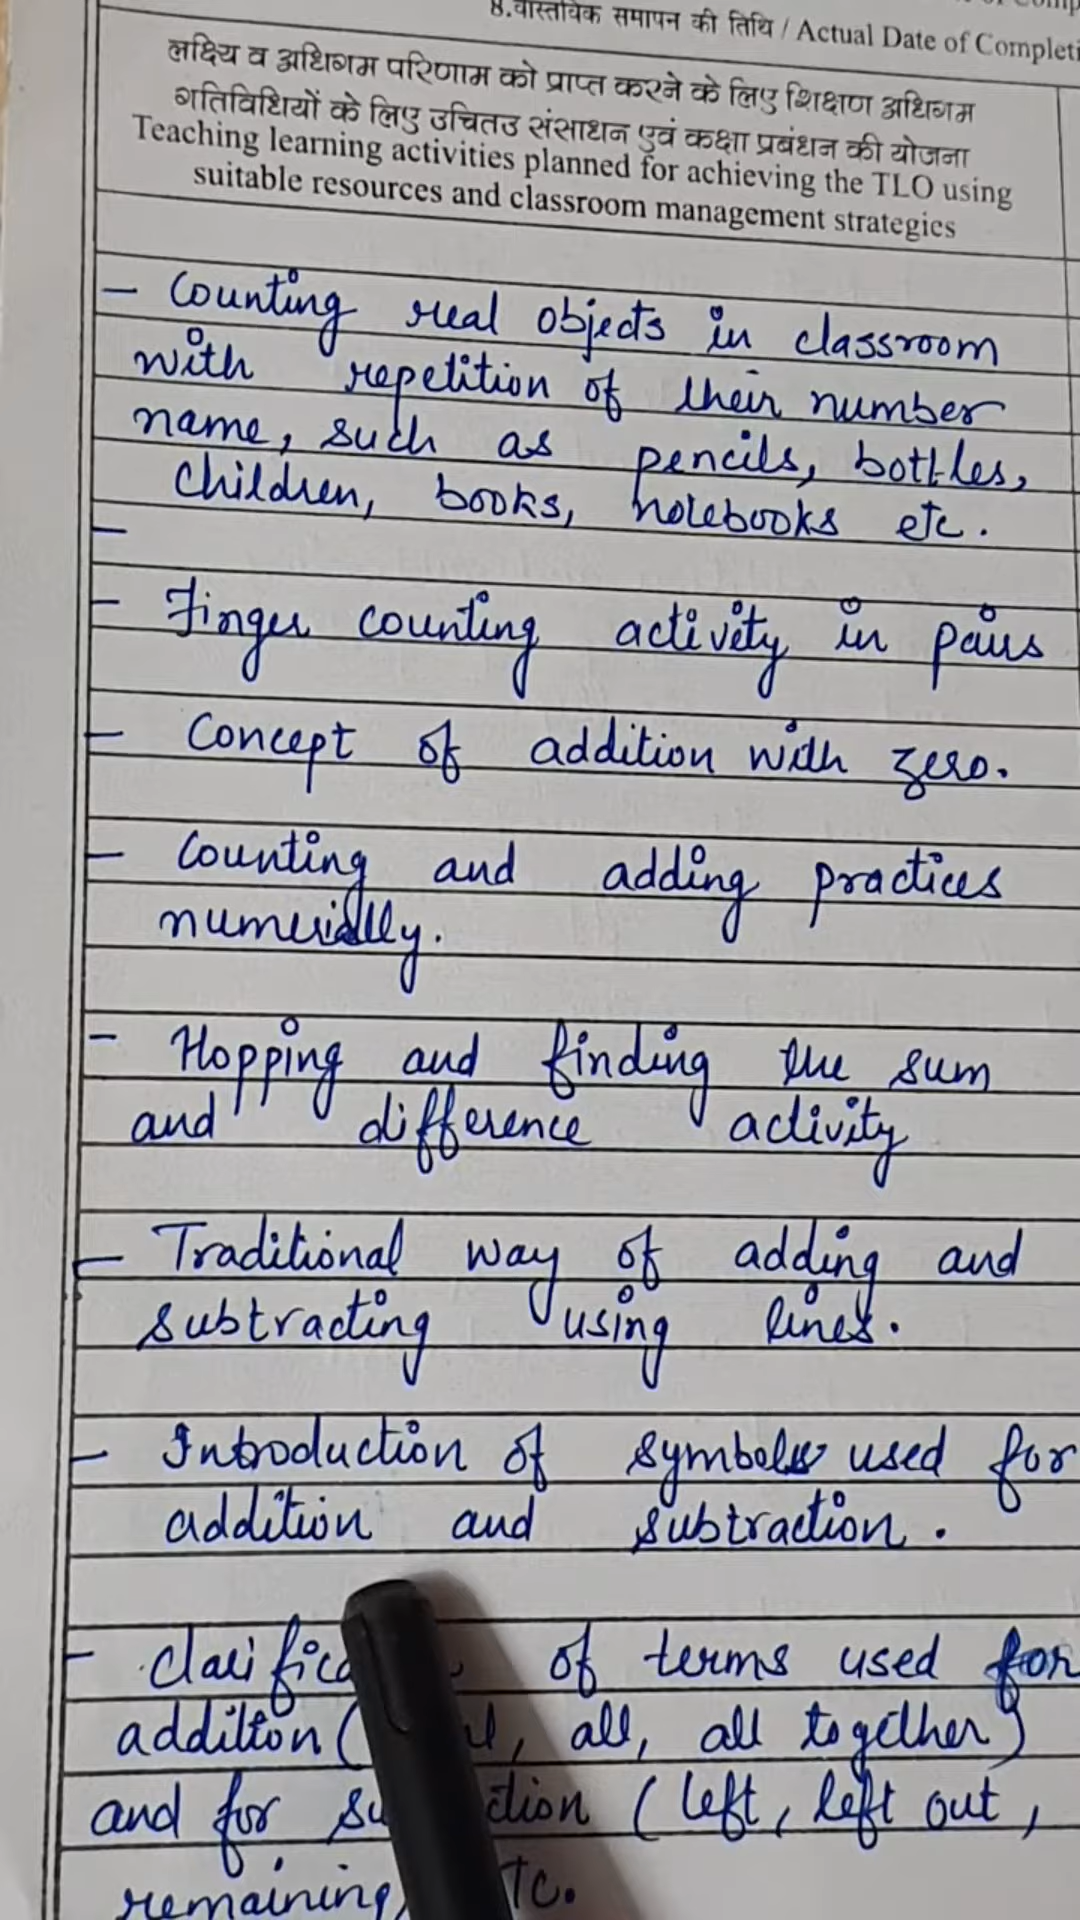 8.वास्तविक समापन की तिथि / Actual Date of Completi
लक्ष्यि व अधिगम परिणाम को प्राप्त करने के लिए शिक्षण अधिगम
गतिविधियों के लिए उचितउ संसाधन एवं कक्षा प्रबंधन की योजना
Teaching learning activities planned for achieving the TLO using
suitable resources and classroom management strategies
- Counting real objects in classroom
with repetition of their number
name, such as pencils, bottles,
children, books, notebooks etc.
-
- Finger counting activity in pairs
- Concept of addition with zero.
- Counting and adding practices
numerically.
- Hopping and finding the sum
and difference activity
- Traditional way of adding and
subtracting using lines.
- Introduction of symbols used for
addition and subtraction.
- of terms used for
addition ( all, all together)
and for (left, left out,
remaining,